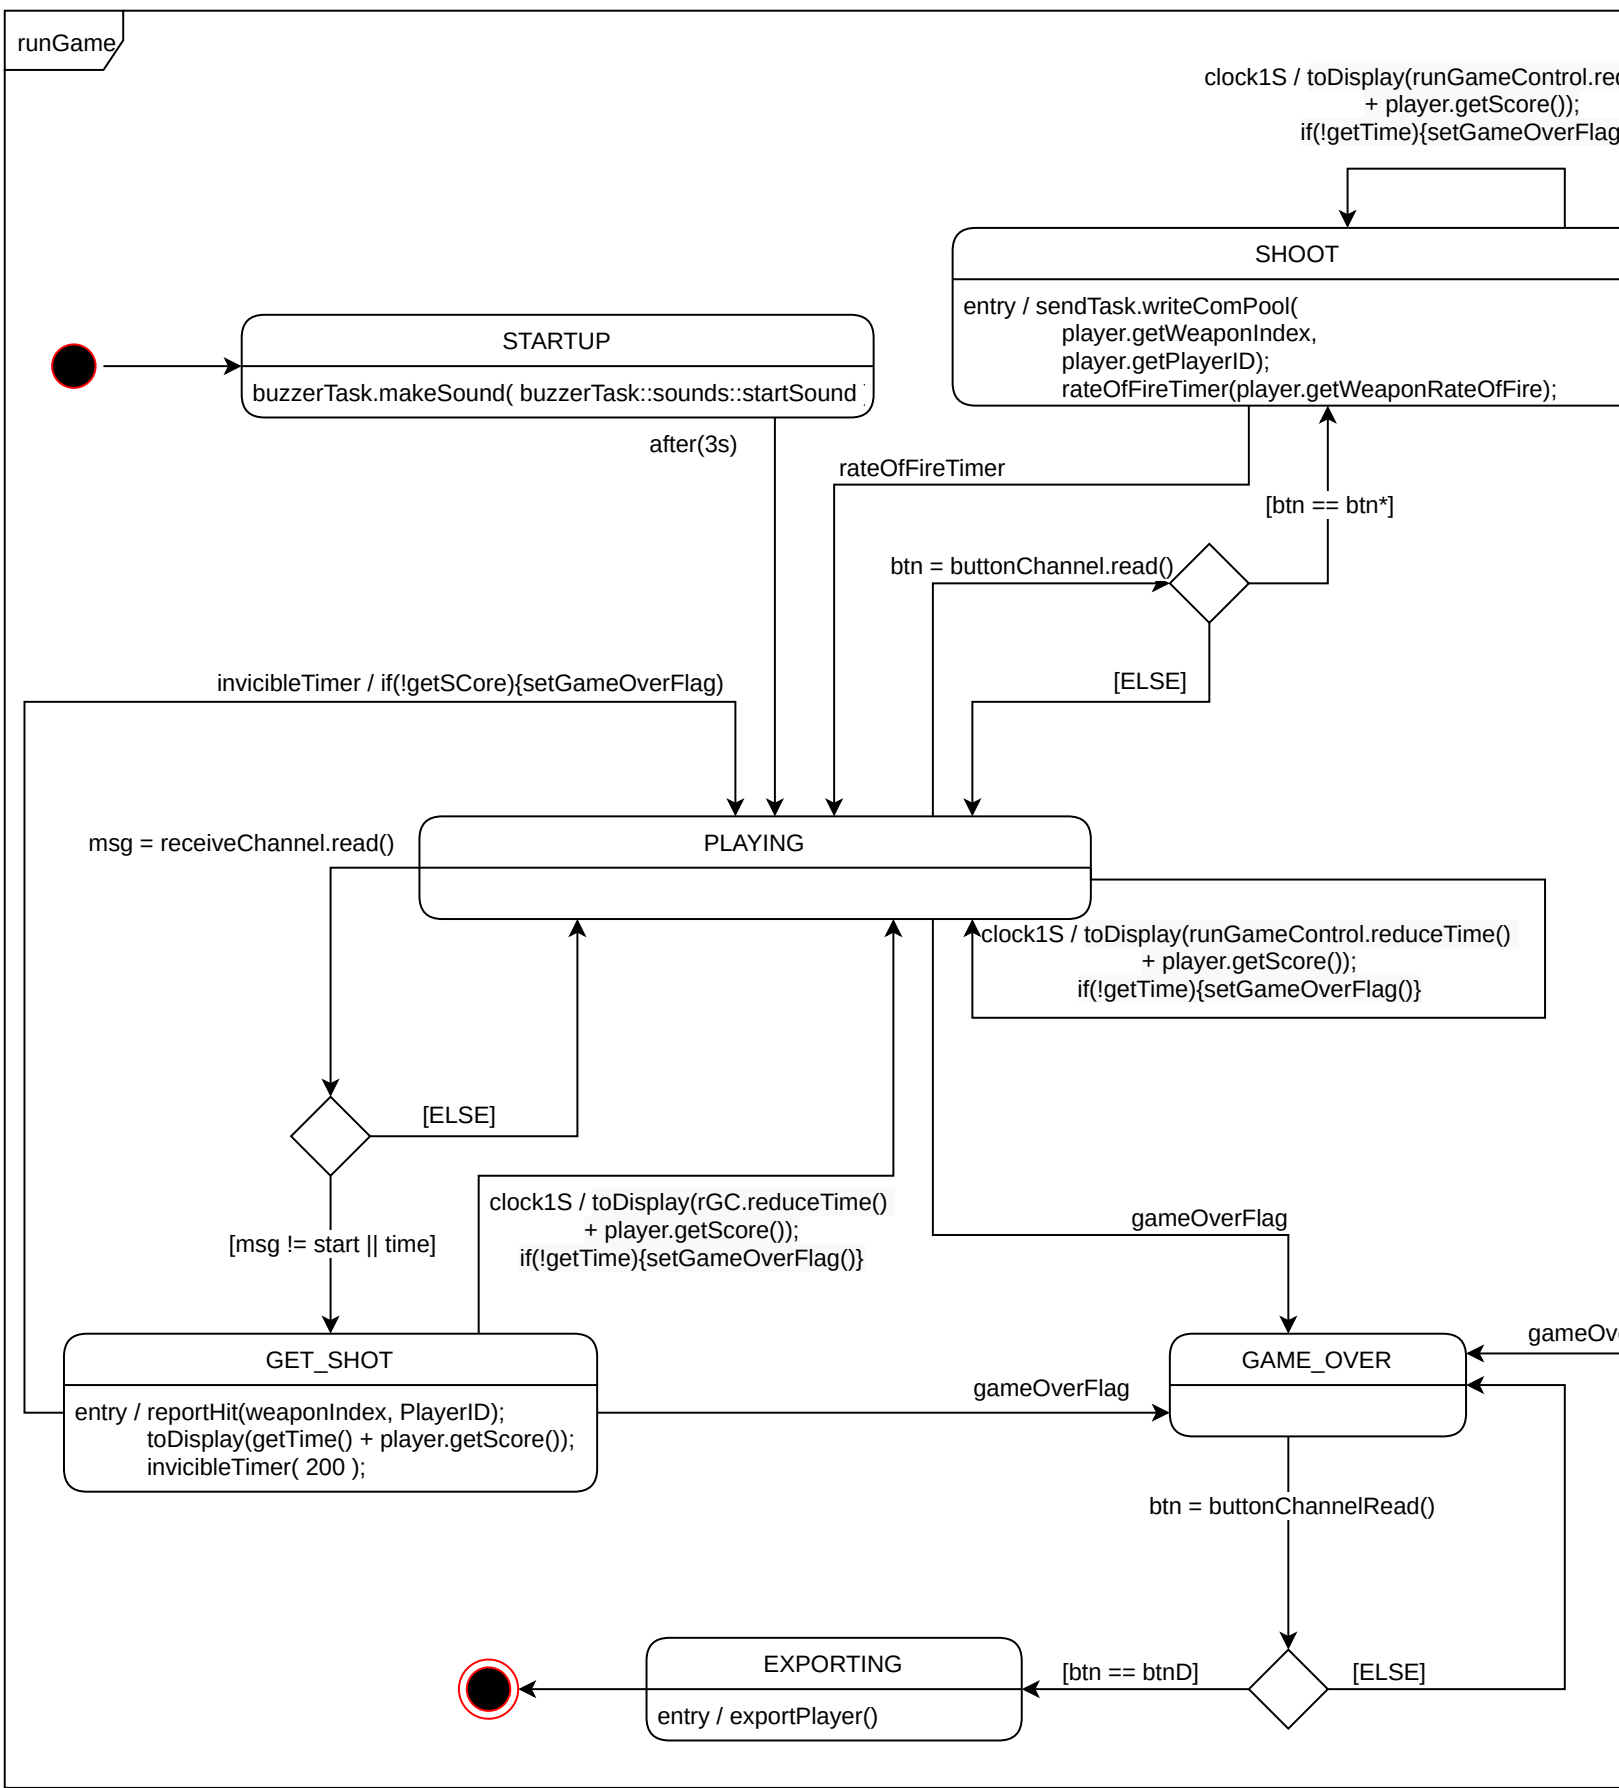 runGame
clock1S / toDisplay(runGameControl.red
+ player.getScore());
if(!getTime){setGameOverFlag
SHOOT
entry / sendTask.writeComPool(
player.getWeaponIndex,
player.getPlayerID);
rateOfFireTimer(player.getWeaponRateOfFire);
STARTUP
buzzerTask.makeSound( buzzerTask::sounds::startSound
after(3s)
rateOfFireTimer
[btn == btn*]
btn = buttonChannel.read()
[ELSE]
invicibleTimer / if(!getSCore){setGameOverFlag)
msg = receiveChannel.read()
PLAYING
clock1S / toDisplay(runGameControl.reduceTime()
+ player.getScore());
if(!getTime){setGameOverFlag()}
[ELSE]
clock1S / toDisplay(rGC.reduceTime()
+ player.getScore());
if(!getTime){setGameOverFlag()}
[msg != start || time]
gameOverFlag
GET_SHOT
entry / reportHit(weaponIndex, PlayerID);
toDisplay(getTime() + player.getScore());
invicibleTimer( 200 );
gameOverFlag
GAME_OVER
gameOv
btn = buttonChannelRead()
[btn == btnD]
[ELSE]
EXPORTING
entry / exportPlayer()